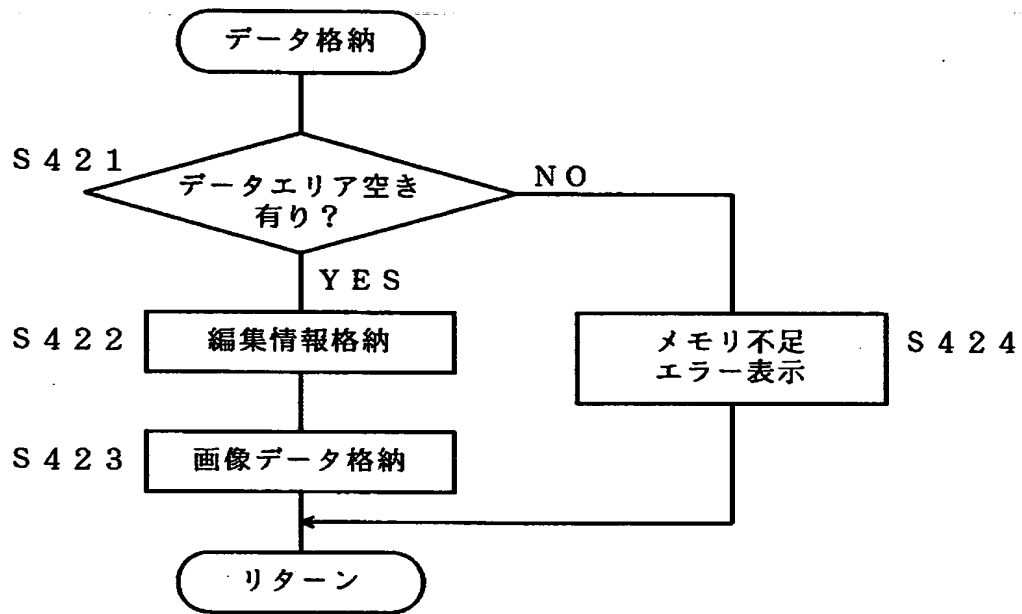 データ格納
S421
データエリア空き
有り?
NO
YES
S422
編集情報格納
メモリ不足
エラー表示
S424
S423
画像データ格納
リターン